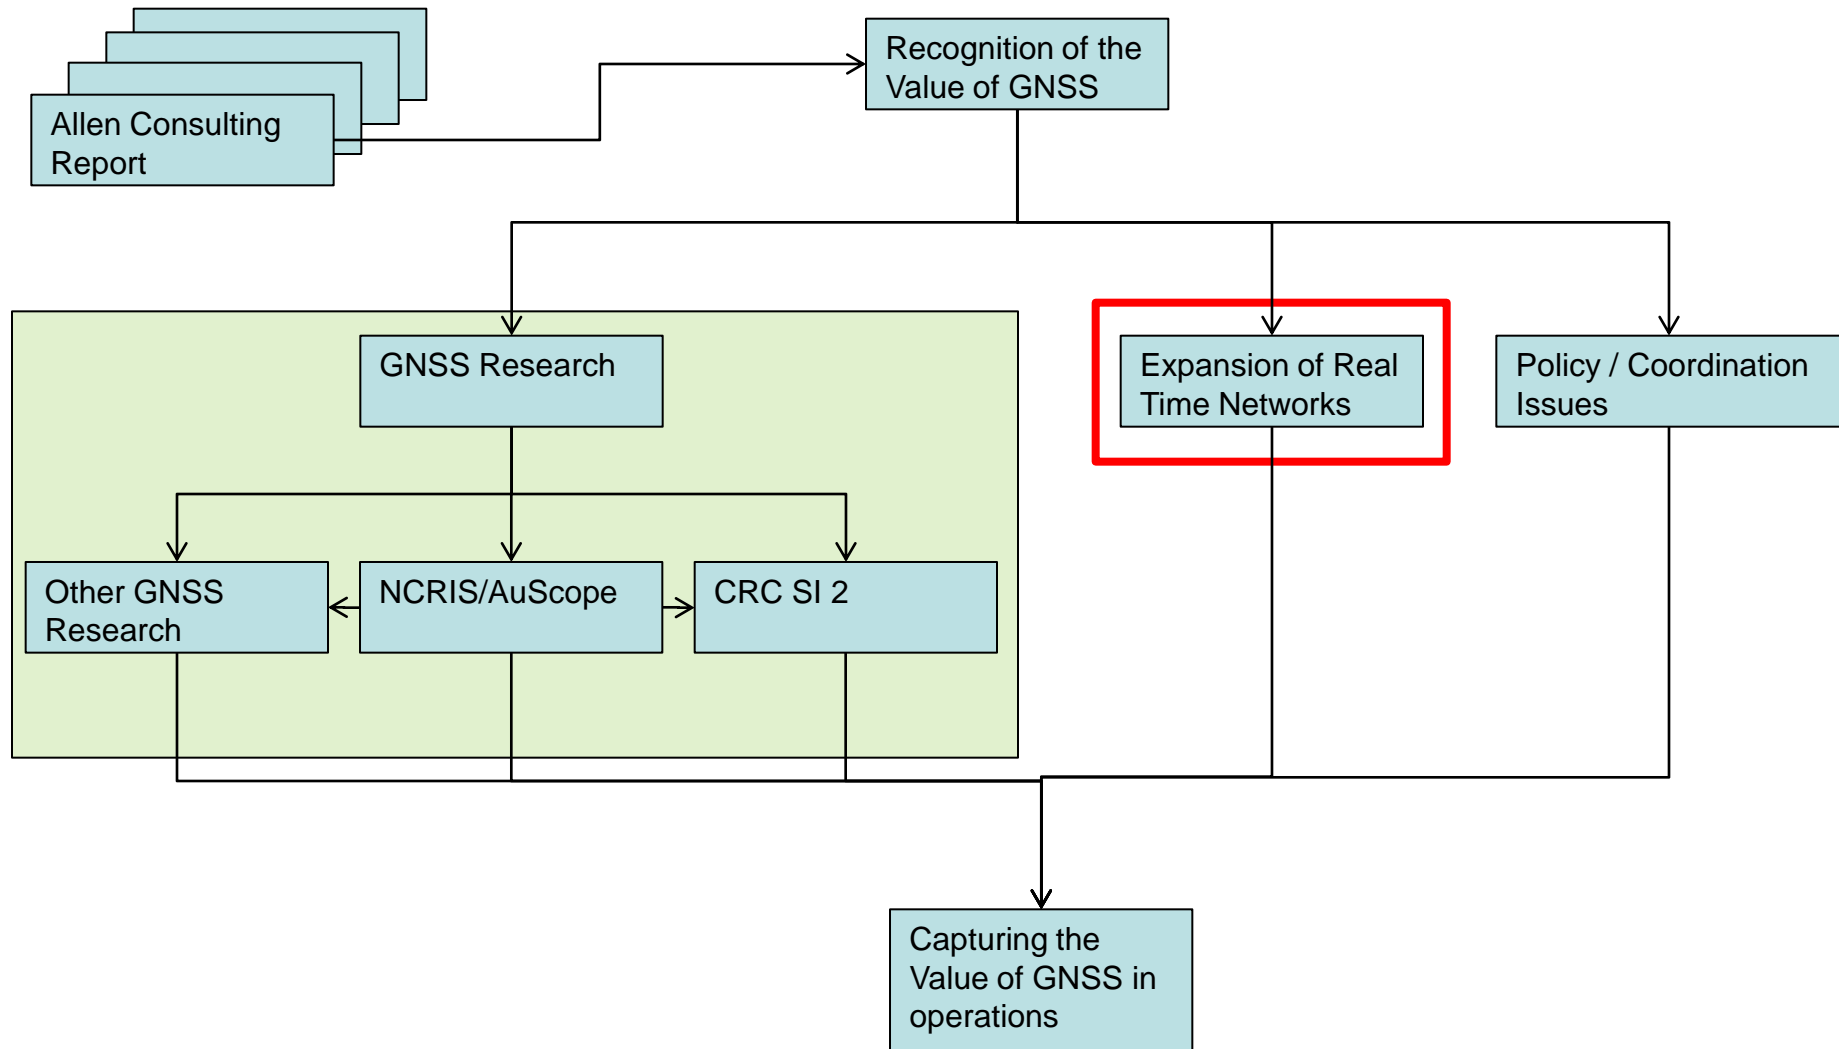 Recognition of the
Value of GNSS
Allen Consulting
Report
GNSS Research
Expansion of Real
Time Networks
Policy / Coordination
Issues
Other GNSS
Research
NCRIS/AuScope
CRC SI 2
Capturing the
Value of GNSS in
operations